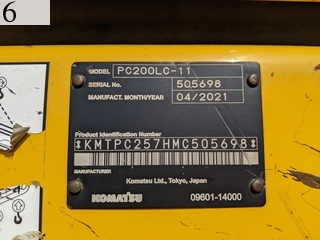 6
MODEL PC200LC-11
SERIAL No. 505698
MANUFACT. MONTH/YEAR 04/2021
Product Identification Number
*KMTPC257HMC505698*
MANUFACTURER
Komatsu Ltd., Tokyo, Japan
KOMATSU 09601-14000